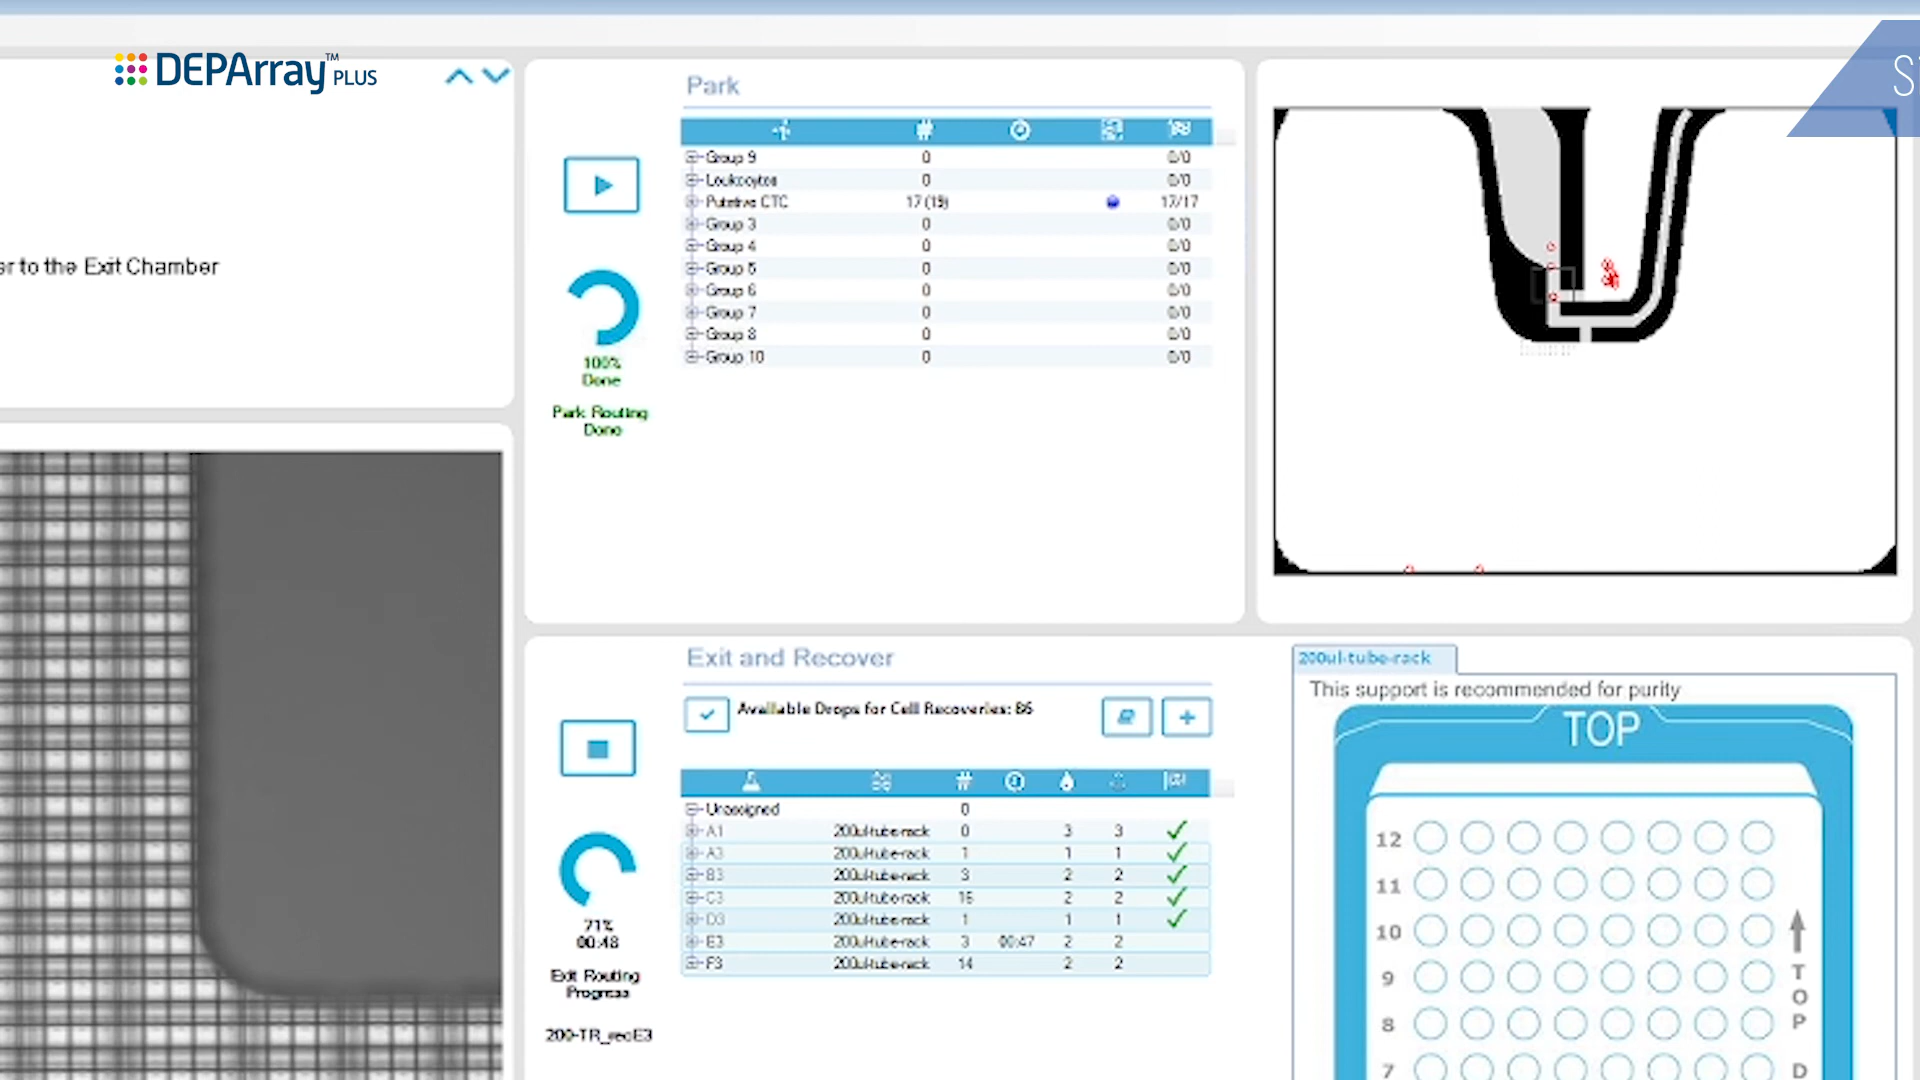 DEPArray™ PLUS
er to the Exit Chamber
Park
#
Group 9 0 0/0
Leukocytes 0 0/0
Putative CTC 17 (19) 17/17
Group 3 0 0/0
Group 4 0 0/0
Group 5 0 0/0
Group 6 0 0/0
Group 7 0 0/0
Group 8 0 0/0
Group 10 0 0/0
100%
Done
Park Routing
Done
Exit and Recover
Available Drops for Cell Recoveries: 86
#
Unassigned 0
A1 200ul-tube-rack 0 3 3
A3 200ul-tube-rack 1 1 1
B3 200ul-tube-rack 3 2 2
C3 200ul-tube-rack 16 2 2
D3 200ul-tube-rack 1 1 1
E3 200ul-tube-rack 3 00:47 2 2
F3 200ul-tube-rack 14 2 2
71%
00:48
Exit Routing
Progress
200-TR_recE3
200ul-tube-rack
This support is recommended for purity
TOP
12
11
10
9
8
7
TOP D